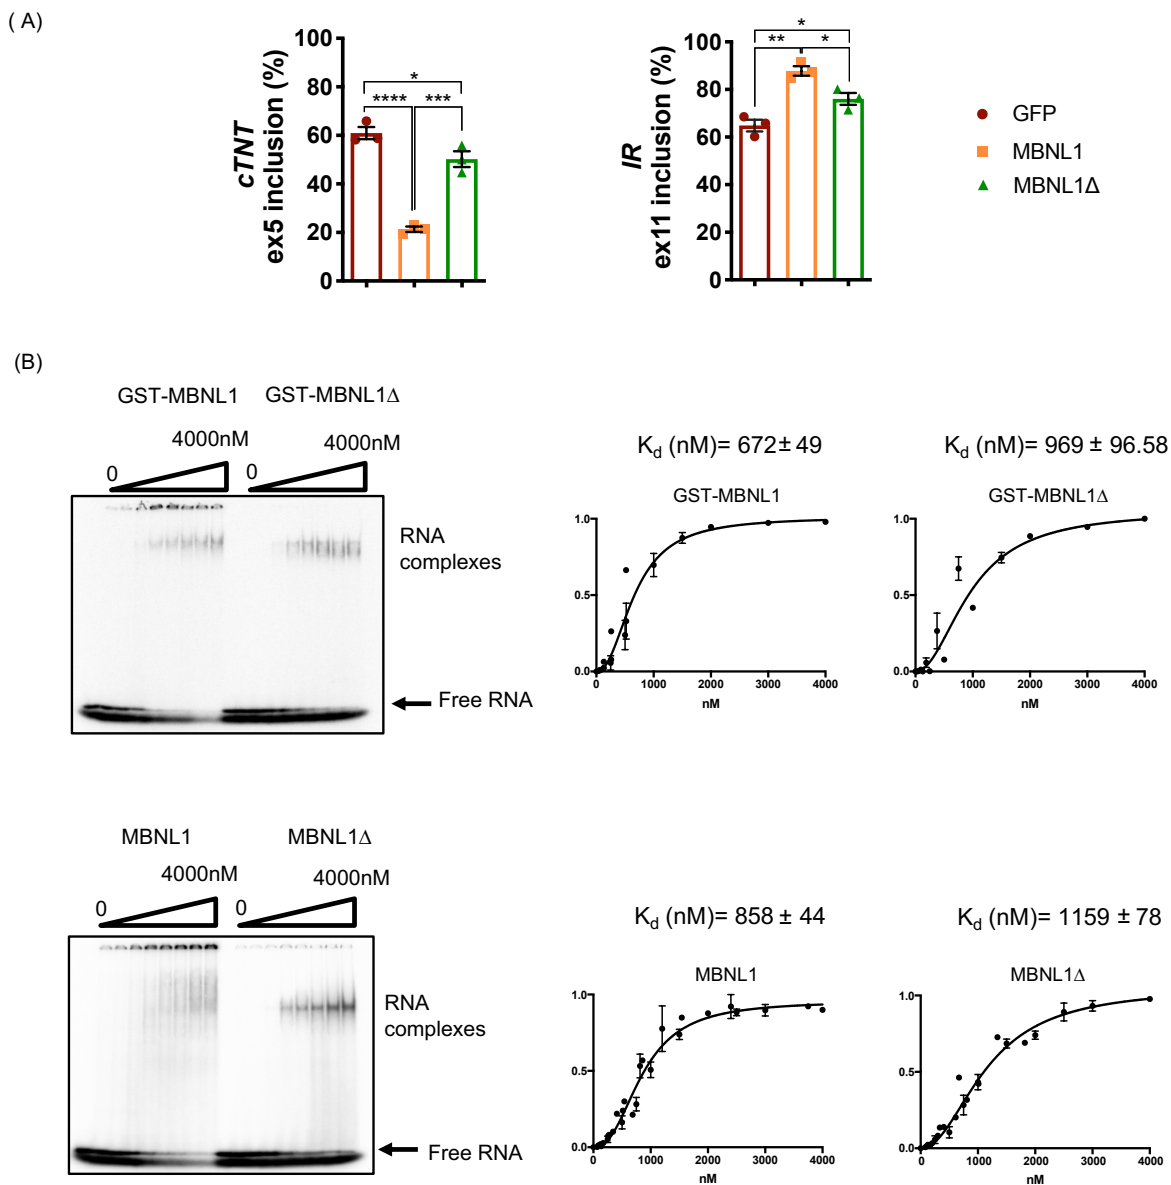 ( A)
cTNT
ex5 inclusion (%)
100
80
60
40
20
0
*
**** ***
IR
ex11 inclusion (%)
100
80
60
40
20
0
*
** *
GFP
MBNL1
MBNL1Δ
(B)
GST-MBNL1 GST-MBNL1Δ
4000nM 4000nM
0 0
RNA
complexes
Free RNA
Kd (nM)= 672± 49
GST-MBNL1
1.0
0.5
0.0
0 1000 2000 3000 4000
nM
Kd (nM)= 969 ± 96.58
GST-MBNL1Δ
1.0
0.5
0.0
0 1000 2000 3000 4000
nM
MBNL1 MBNL1Δ
4000nM 4000nM
0 0
RNA
complexes
Free RNA
Kd (nM)= 858 ± 44
MBNL1
1.0
0.5
0.0
0 1000 2000 3000 4000
nM
Kd (nM)= 1159 ± 78
MBNL1Δ
1.0
0.5
0.0
0 1000 2000 3000 4000
nM